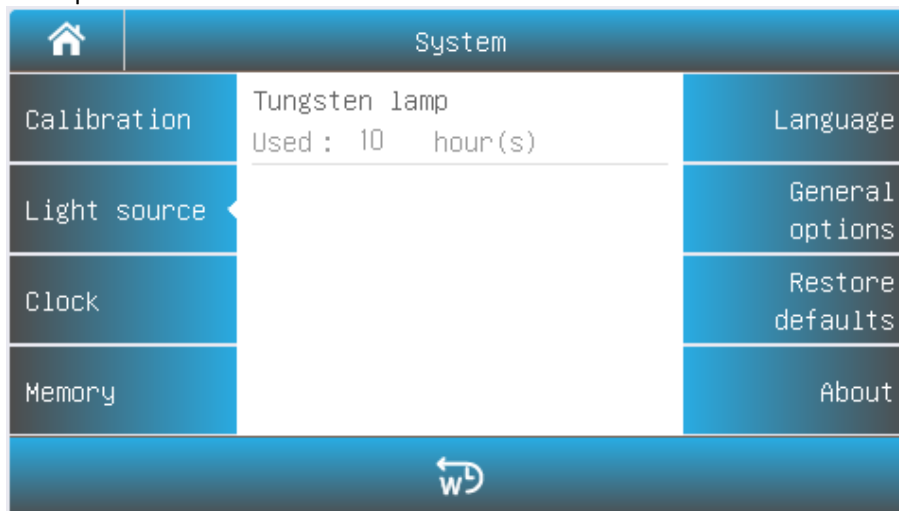 System
Calibration
Light source
Clock
Memory
Tungsten lamp
Used : 10 hour(s)
Language
General
options
Restore
defaults
About
W